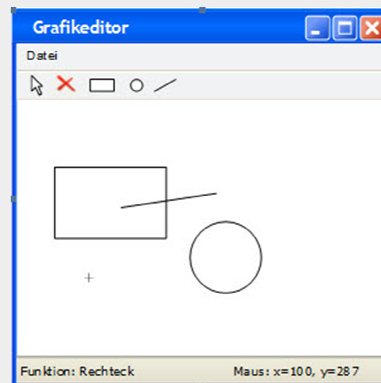 Grafikeditor
Datei
Funktion: Rechteck Maus: x=100, y=287